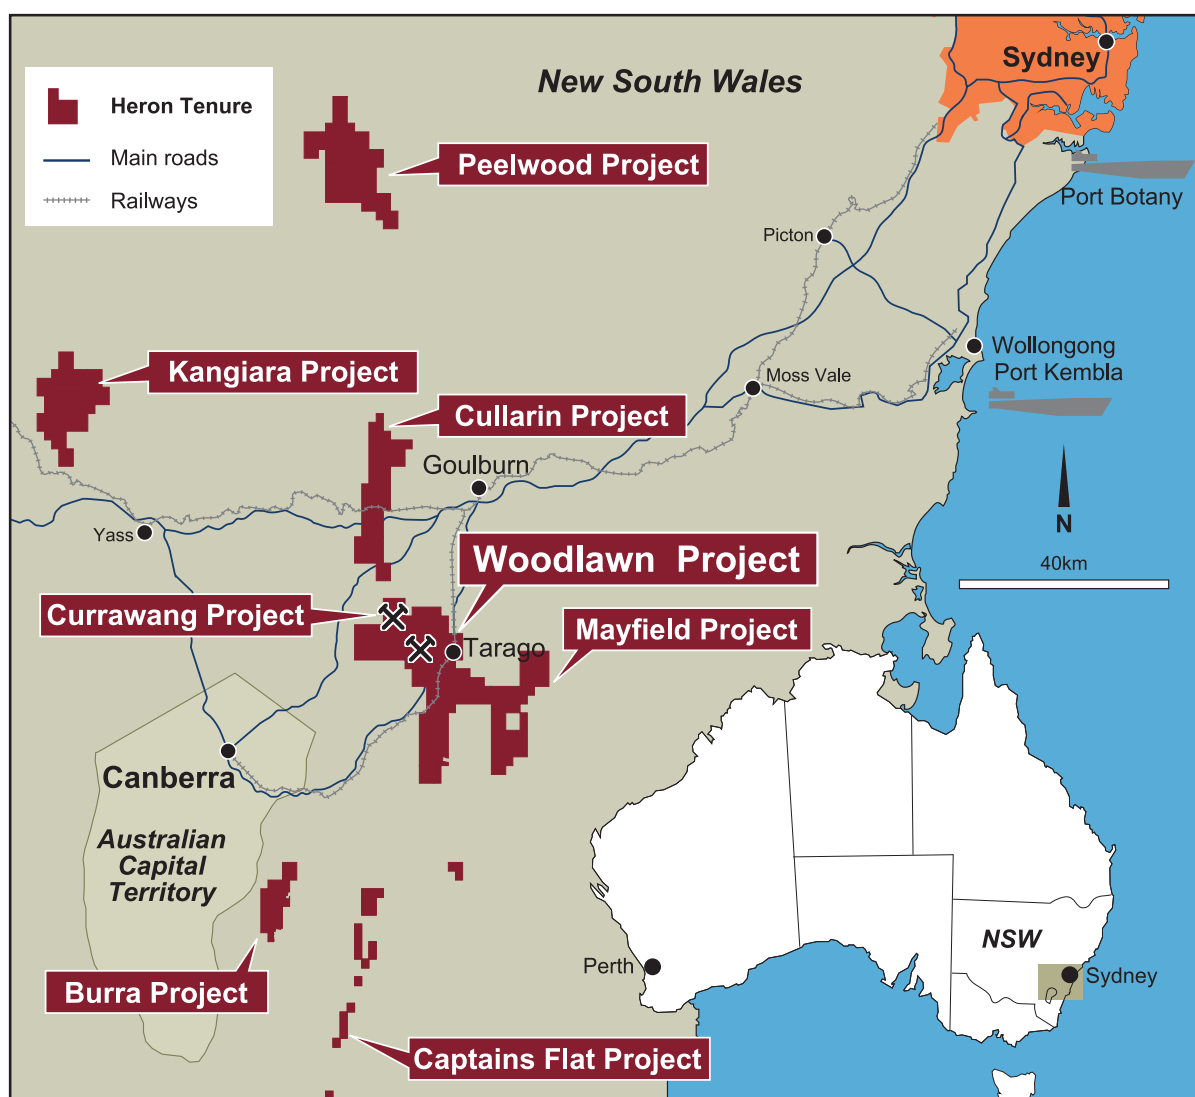 Sydney
New South Wales
Heron Tenure
Main roads
Railways
Peelwood Project
Port Botany
Picton
Wollongong
Port Kembla
Kangiara Project
Moss Vale
Cullarin Project
Goulburn
Yass
N
40km
Woodlawn Project
Currawang Project
Mayfield Project
Tarago
Canberra
Australian
Capital
Territory
NSW
Perth
Sydney
Burra Project
Captains Flat Project